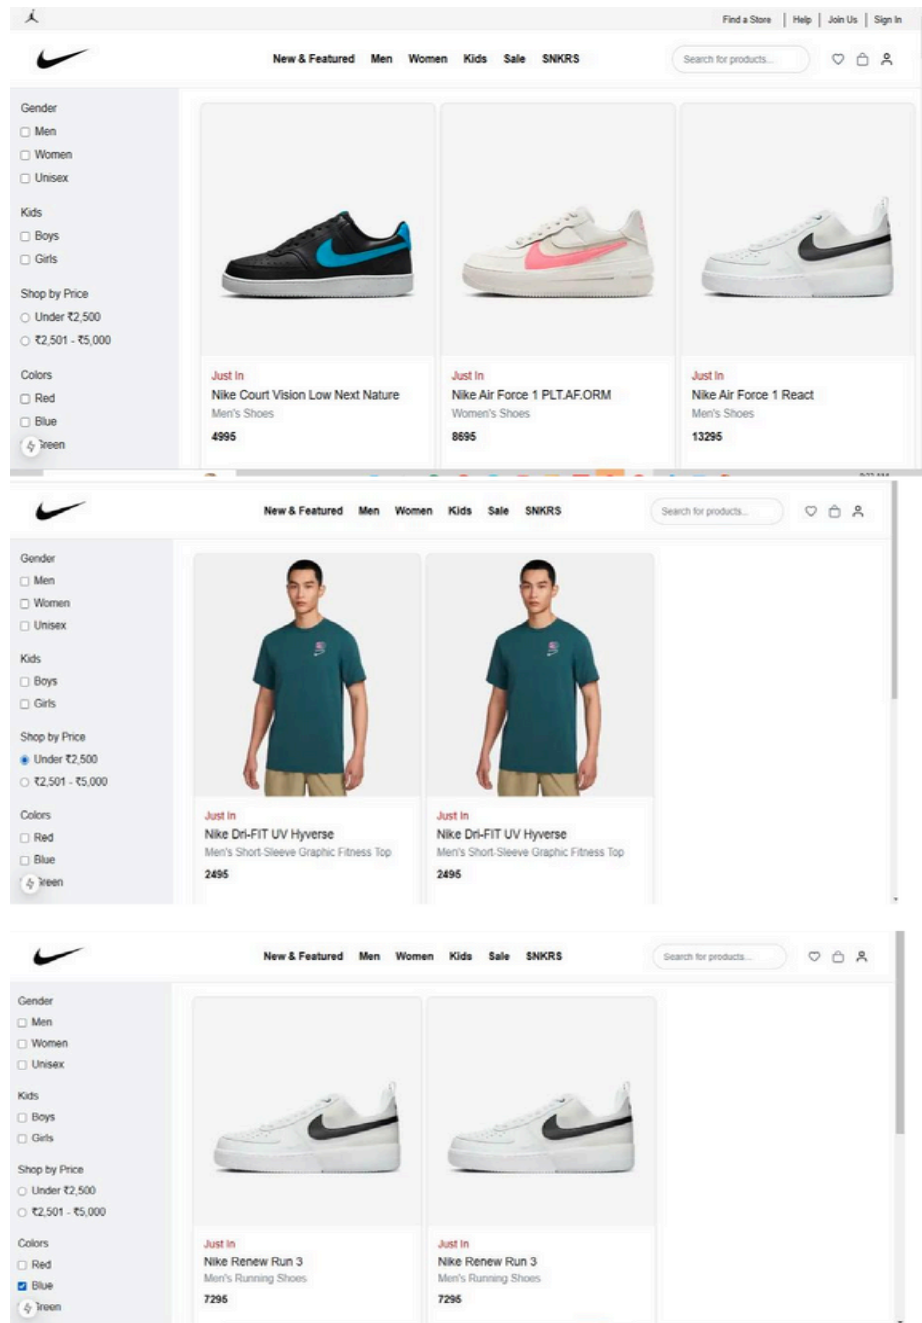 Find a Store | Help | Join Us | Sign In
New & Featured Men Women Kids Sale SNKRS Search for products...
Gender
Men
Women
Unisex
Kids
Boys
Girls
Shop by Price
Under ₹2,500
₹2,501 - ₹5,000
Colors
Red
Blue
Green
Just In
Nike Court Vision Low Next Nature
Men's Shoes
4995
Just In
Nike Air Force 1 PLT.AF.ORM
Women's Shoes
8695
Just In
Nike Air Force 1 React
Men's Shoes
13295
New & Featured Men Women Kids Sale SNKRS Search for products...
Gender
Men
Women
Unisex
Kids
Boys
Girls
Shop by Price
Under ₹2,500
₹2,501 - ₹5,000
Colors
Red
Blue
Green
Just In
Nike Dri-FIT UV Hyverse
Men's Short-Sleeve Graphic Fitness Top
2495
Just In
Nike Dri-FIT UV Hyverse
Men's Short-Sleeve Graphic Fitness Top
2495
New & Featured Men Women Kids Sale SNKRS Search for products...
Gender
Men
Women
Unisex
Kids
Boys
Girls
Shop by Price
Under ₹2,500
₹2,501 - ₹5,000
Colors
Red
Blue
Green
Just In
Nike Renew Run 3
Men's Running Shoes
7295
Just In
Nike Renew Run 3
Men's Running Shoes
7295